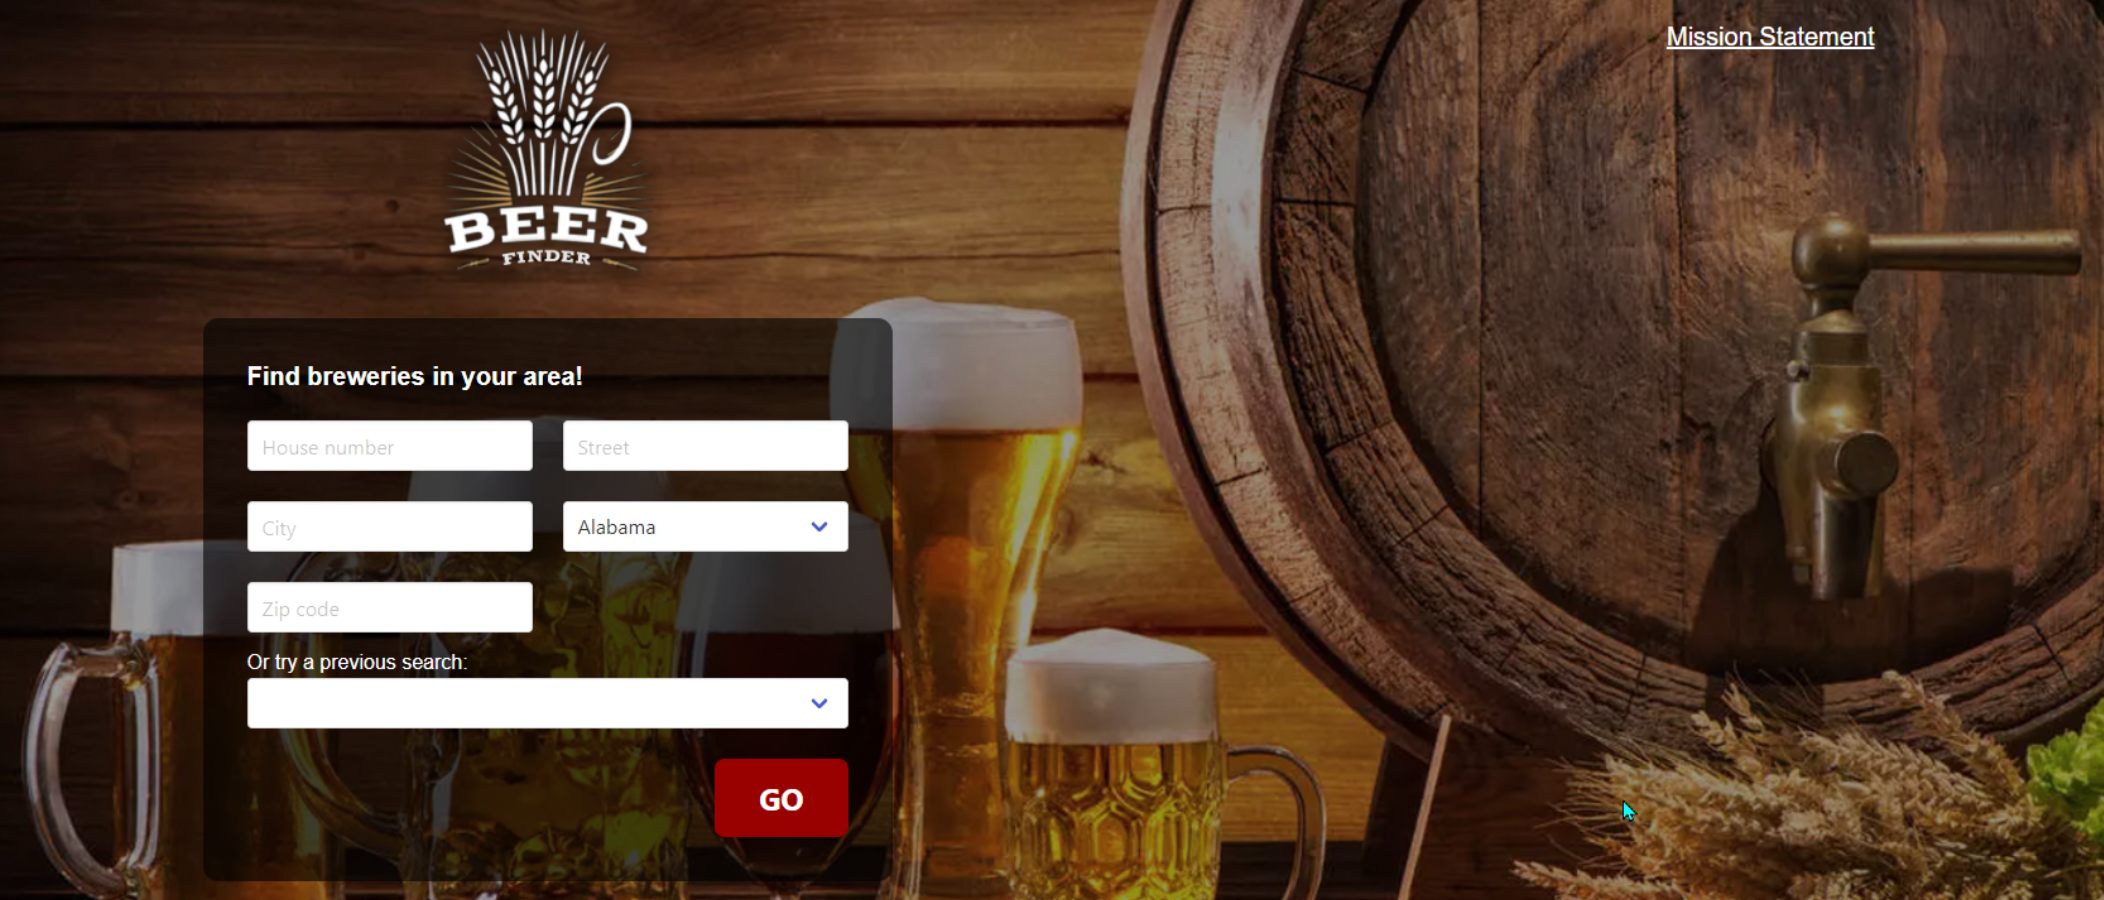 Mission Statement
BEER
FINDER
Find breweries in your area!
House number
Street
City
Alabama
Zip code
Or try a previous search:
GO